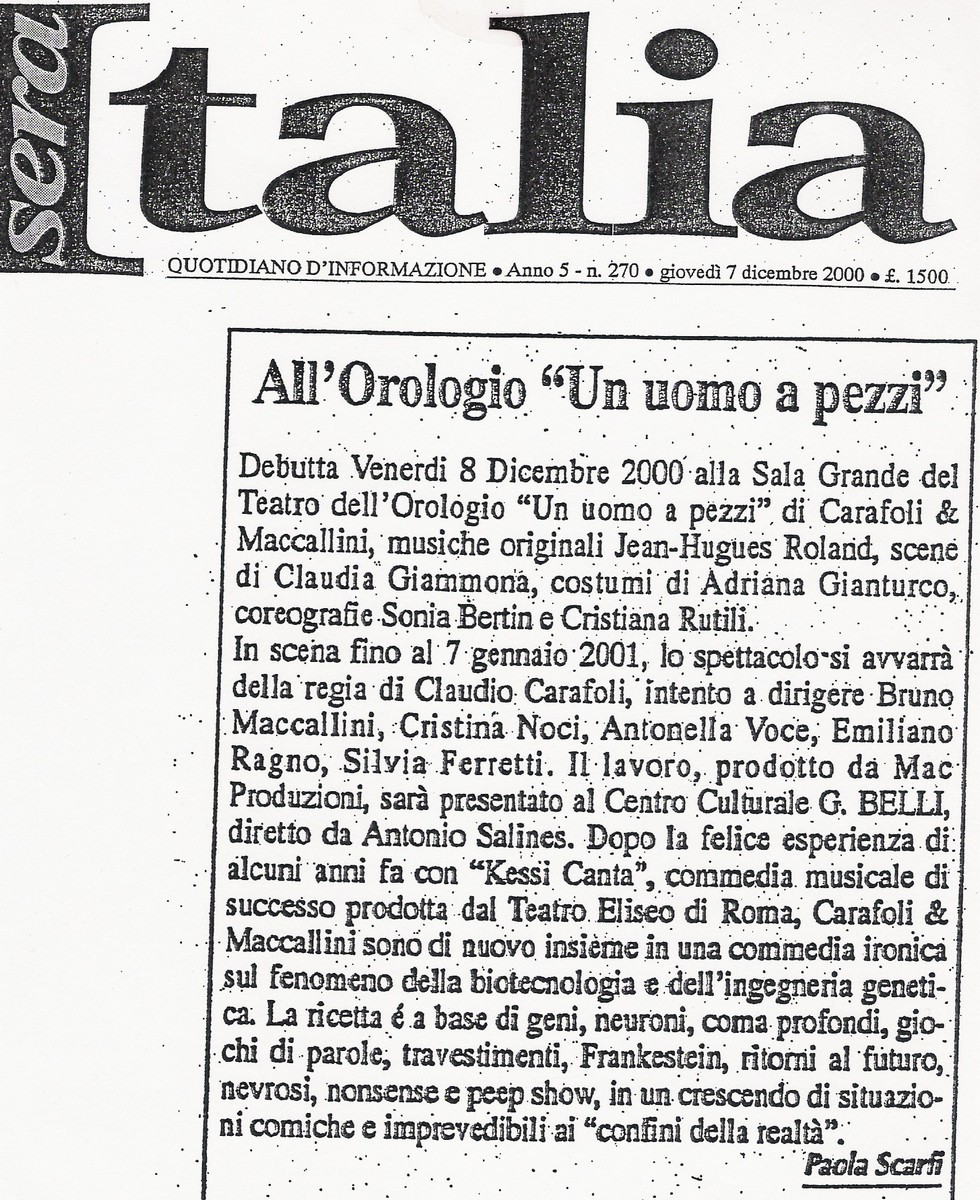 sera
Italia
QUOTIDIANO D'INFORMAZIONE • Anno 5 - n. 270 • giovedì 7 dicembre 2000 • £. 1500
All'Orologio “Un uomo a pezzi”
Debutta Venerdi 8 Dicembre 2000 alla Sala Grande del
Teatro dell'Orologio “Un uomo a pezzi” di Carafoli &
Maccallini, musiche originali Jean-Hugues Roland, scene
di Claudia Giammona, costumi di Adriana Gianturco,
coreografie Sonia Bertin e Cristiana Rutili.
In scena fino al 7 gennaio 2001, lo spettacolo si avvarrà
della regia di Claudio Carafoli, intento a dirigere Bruno
Maccallini, Cristina Noci, Antonella Voce, Emiliano
Ragno, Silvia Ferretti. Il lavoro, prodotto da Mac
Produzioni, sarà presentato al Centro Culturale G. BELLI,
diretto da Antonio Salines. Dopo la felice esperienza di
alcuni anni fa con “Kessi Canta”, commedia musicale di
successo prodotta dal Teatro Eliseo di Roma, Carafoli &
Maccallini sono di nuovo insieme in una commedia ironica
sul fenomeno della biotecnologia e dell'ingegneria geneti-
ca. La ricetta é a base di geni, neuroni, coma profondi, gio-
chi di parole, travestimenti, Frankestein, ritorni al futuro,
nevrosi, nonsense e peep show, in un crescendo di situazio-
ni comiche e imprevedibili ai “confini della realtà”.
Paola Scarfì